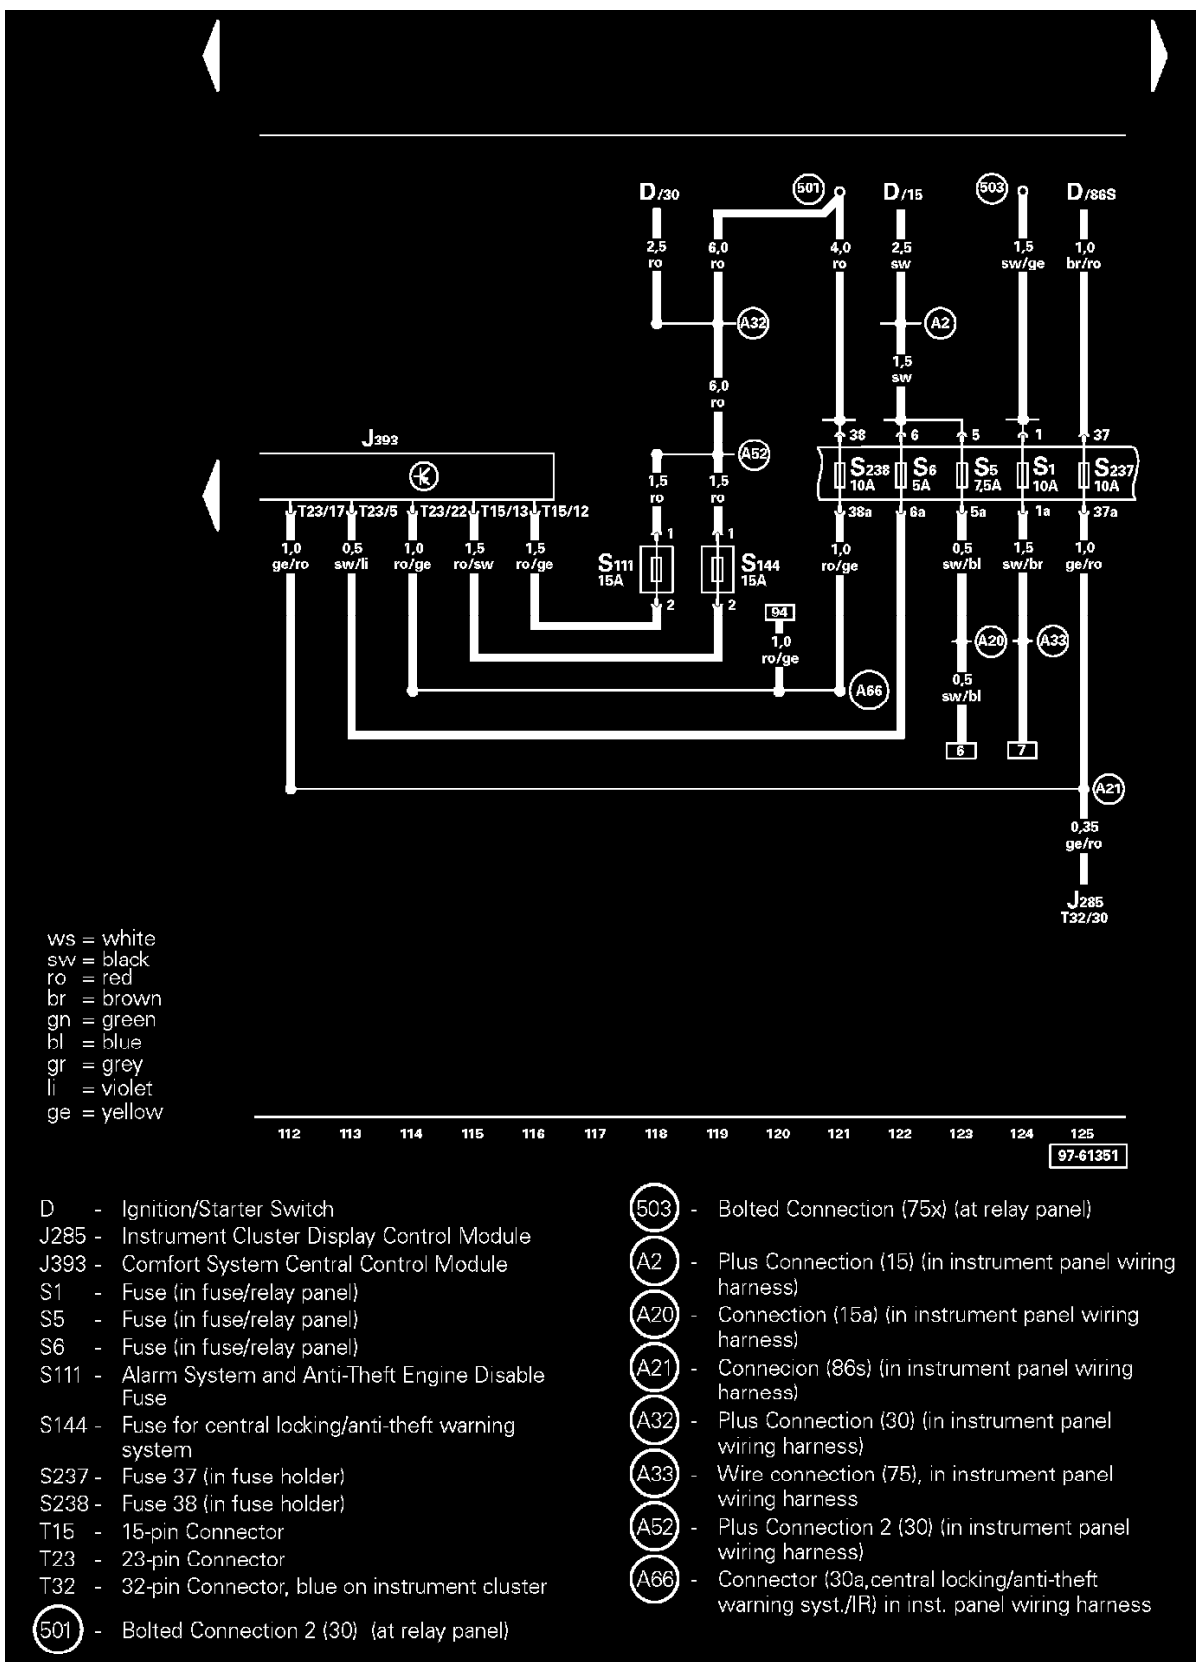 D/30
501
D/15
503
D/86S
2,5 ro
6,0 ro
4,0 ro
2,5 sw
1,5 sw/ge
1,0 br/ro
A32
A2
1,5 sw
6,0 ro
J393
A52
38
6
5
1
37
1,5 ro
1,5 ro
S238 10A
S6 5A
S5 7,5A
S1 10A
S237 10A
T23/17
T23/5
T23/22
T15/13
T15/12
38a
6a
5a
1a
37a
1
1
1,0 ge/ro
0,5 sw/li
1,0 ro/ge
1,5 ro/sw
1,5 ro/ge
S111 15A
S144 15A
1,0 ro/ge
0,5 sw/bl
1,5 sw/br
1,0 ge/ro
2
2
94
1,0 ro/ge
A20
A33
A66
0,5 sw/bl
6
7
A21
0,35 ge/ro
J285
T32/30
ws = white
sw = black
ro = red
br = brown
gn = green
bl = blue
gr = grey
li = violet
ge = yellow
112 113 114 115 116 117 118 119 120 121 122 123 124 125
97-61351
D - Ignition/Starter Switch
J285 - Instrument Cluster Display Control Module
J393 - Comfort System Central Control Module
S1 - Fuse (in fuse/relay panel)
S5 - Fuse (in fuse/relay panel)
S6 - Fuse (in fuse/relay panel)
S111 - Alarm System and Anti-Theft Engine Disable
Fuse
S144 - Fuse for central locking/anti-theft warning
system
S237 - Fuse 37 (in fuse holder)
S238 - Fuse 38 (in fuse holder)
T15 - 15-pin Connector
T23 - 23-pin Connector
T32 - 32-pin Connector, blue on instrument cluster
501 - Bolted Connection 2 (30) (at relay panel)
503 - Bolted Connection (75x) (at relay panel)
A2 - Plus Connection (15) (in instrument panel wiring
harness)
A20 - Connection (15a) (in instrument panel wiring
harness)
A21 - Connecion (86s) (in instrument panel wiring
harness)
A32 - Plus Connection (30) (in instrument panel
wiring harness)
A33 - Wire connection (75), in instrument panel
wiring harness
A52 - Plus Connection 2 (30) (in instrument panel
wiring harness)
A66 - Connector (30a,central locking/anti-theft
warning syst./IR) in inst. panel wiring harness